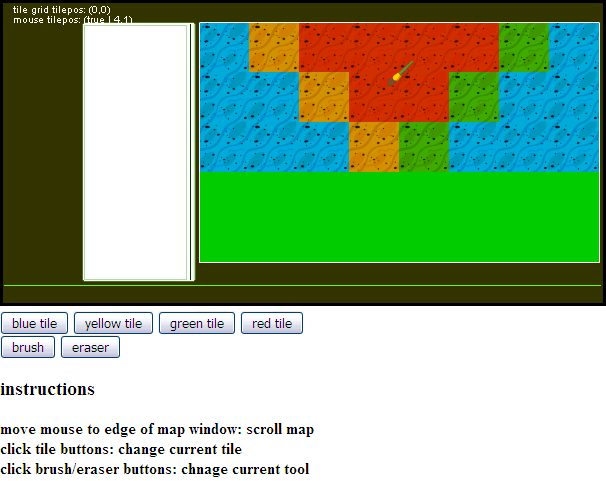 tile grid tilepos: (0,0)
mouse tilepos: (true | 4,1)
blue tile yellow tile green tile red tile
brush eraser
instructions
move mouse to edge of map window: scroll map
click tile buttons: change current tile
click brush/eraser buttons: chnage current tool